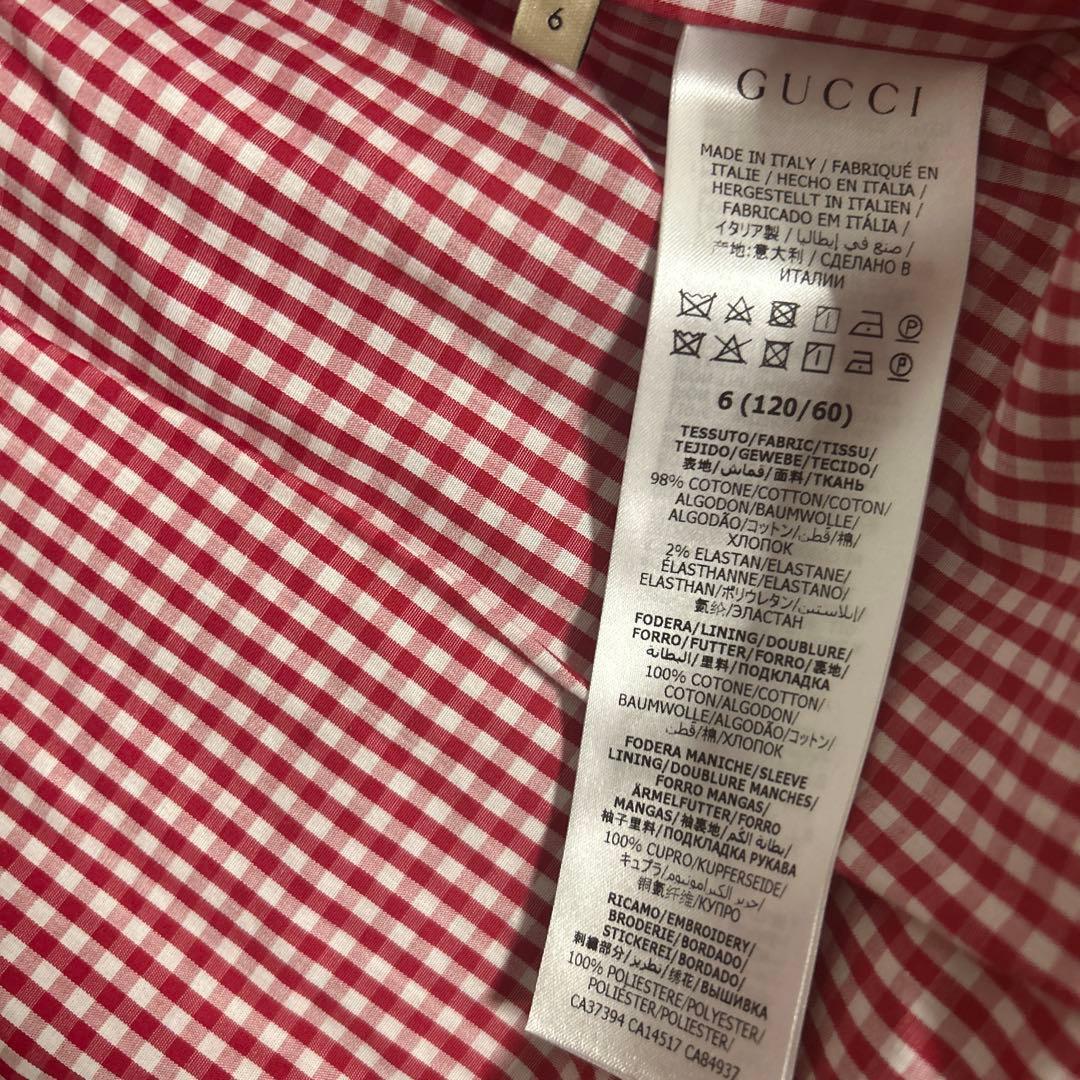 6
GUCCI
MADE IN ITALY / FABRIQUÉ EN
ITALIE / HECHO EN ITALIA /
HERGESTELLT IN ITALIEN /
FABRICADO EM ITÁLIA /
イタリア製 / صنع في إيطاليا /
产地:意大利 / СДЕЛАНО В
ИТАЛИИ
P
P
6 (120/60)
TESSUTO/FABRIC/TISSU/
TEJIDO/GEWEBE/TECIDO/
表地/قماش/面料/ТКАНЬ
98% COTONE/COTTON/COTON/
ALGODON/BAUMWOLLE/
ALGODÃO/コットン/قطن/棉/
ХЛОПОК
2% ELASTAN/ELASTANE/
ÉLASTHANNE/ELASTANO/
ELASTHAN/ポリウレタン/إيلاستين/
氨纶/ЭЛАСТАН
FODERA/LINING/DOUBLURE/
FORRO/FUTTER/FORRO/裏地/
البطانة/里料/ПОДКЛАДКА
100% COTONE/COTTON/
COTON/ALGODON/
BAUMWOLLE/ALGODÃO/コットン/
قطن/棉/ХЛОПОК
FODERA MANICHE/SLEEVE
LINING/DOUBLURE MANCHES/
FORRO MANGAS/
ÄRMELFUTTER/FORRO
MANGAS/袖裏地/بطانة الكم/
袖子里料/ПОДКЛАДКА РУКАВА
100% CUPRO/KUPFERSEIDE/
キュプラ/حرير الكبرامونيوم/
铜氨纤维/КУПРО
RICAMO/EMBROIDERY/
BRODERIE/BORDADO/
STICKEREI/BORDADO/
刺繍部分/تطريز/绣花/ВЫШИВКА
100% POLIESTERE/POLYESTER/
POLIÉSTER/POLIESTER/
CA37394 CA14517 CA84937